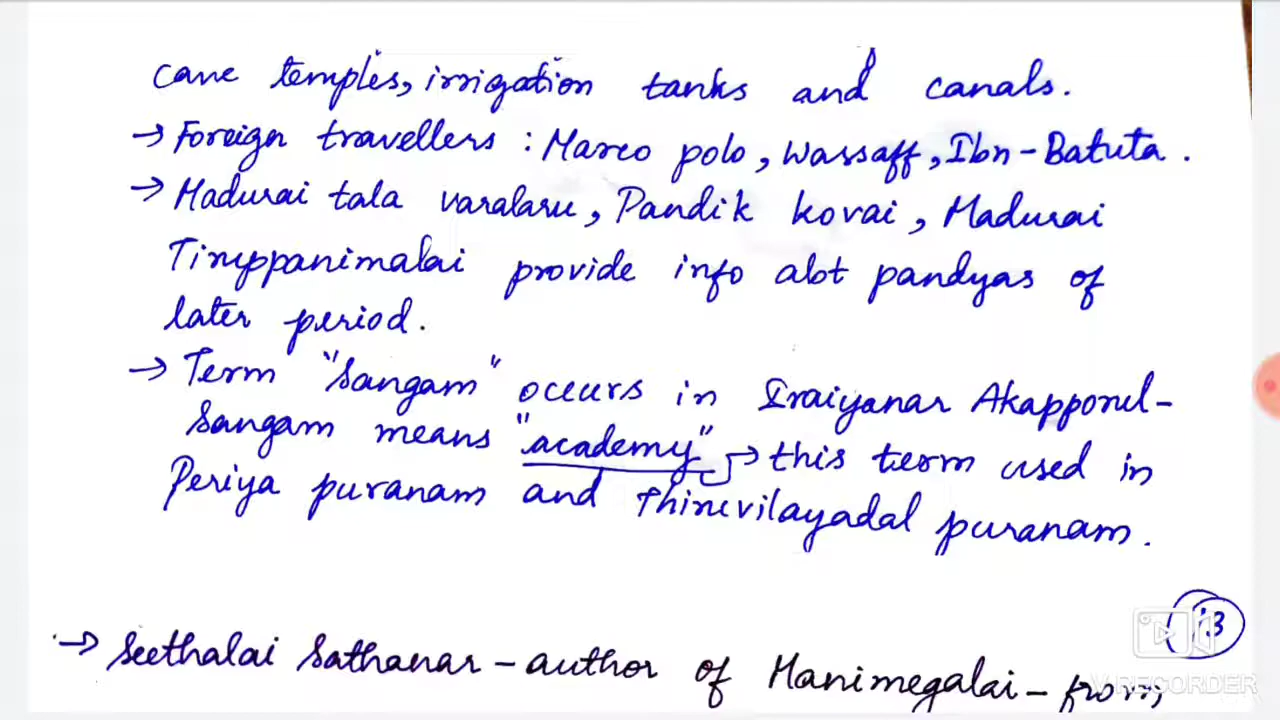 cave temples, irrigation tanks and canals.
→ Foreign travellers : Marco polo, Wassaff, Ibn-Batuta.
→ Madurai tala varalaru, Pandik kovai, Madurai
Tiruppanimalai provide info abt pandyas of
later period.
→ Term "Sangam" occurs in Iraiyanar Akapporul-
Sangam means "academy" → this term used in
Periya puranam and Thiruvilayadal puranam.
13
→ Seethalai Sathanar - author of Manimegalai - from
V RECORDER